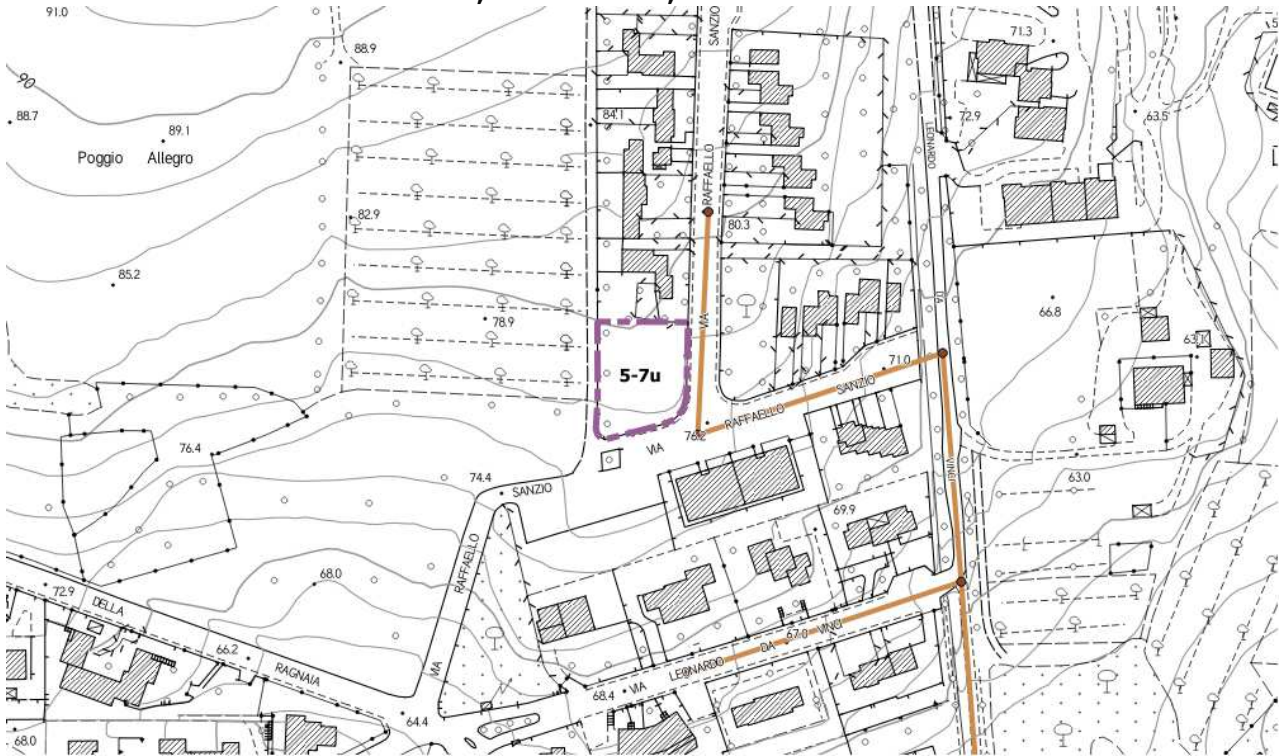 91.0
88.9
90
88.7
89.1
Poggio Allegro
84.1
SANZIO
71.3
72.9
63.5
LEONARDO
RAFFAELLO
82.9
80.3
85.2
DA
66.8
78.9
VIA
63.1
5-7u
71.0
RAFFAELLO SANZIO
76.2
VIA
76.4
VINCI
74.4
SANZIO
63.0
69.9
RAFFAELLO
68.0
72.9
DELLA
67.0
VIA LEONARDO DA VINCI
66.2
RAGNAIA
VIA
68.4
64.4
68.0